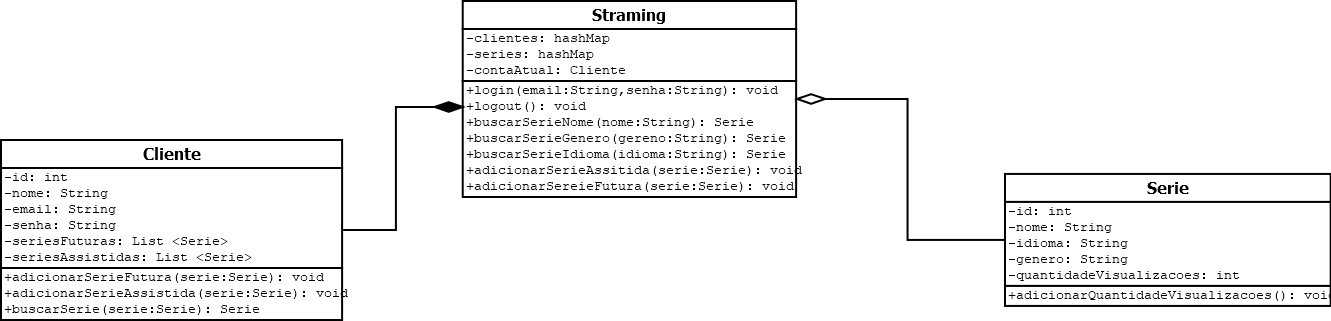 Straming
-clientes: hashMap
-series: hashMap
-contaAtual: Cliente
+login(email:String,senha:String): void
+logout(): void
+buscarSerieNome(nome:String): Serie
+buscarSerieGenero(gereno:String): Serie
+buscarSerieIdioma(idioma:String): Serie
+adicionarSerieAssitida(serie:Serie): void
+adicionarSereieFutura(serie:Serie): void
Cliente
-id: int
-nome: String
-email: String
-senha: String
-seriesFuturas: List <Serie>
-seriesAssistidas: List <Serie>
+adicionarSerieFutura(serie:Serie): void
+adicionarSerieAssistida(serie:Serie): void
+buscarSerie(serie:Serie): Serie
Serie
-id: int
-nome: String
-idioma: String
-genero: String
-quantidadeVisualizacoes: int
+adicionarQuantidadeVisualizacoes(): voi